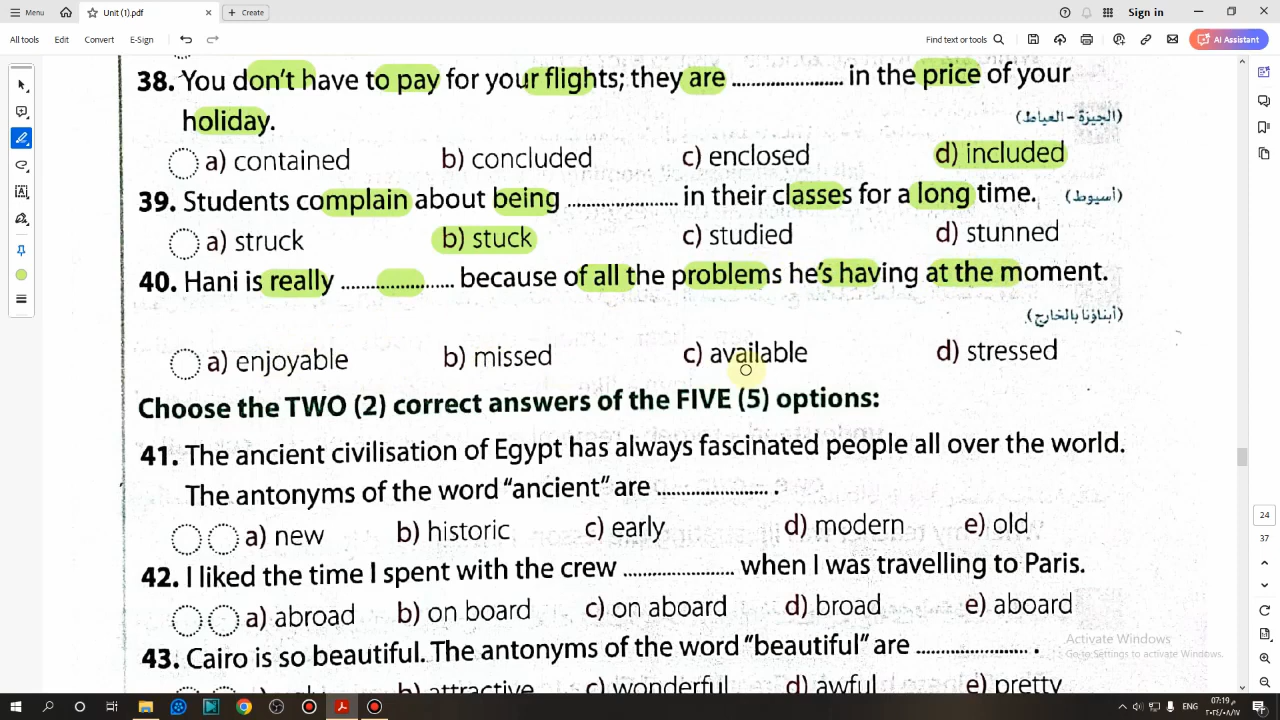 Menu
Unit (1).pdf
Create
Sign in
All tools
Edit
Convert
E-Sign
Find text or tools
AI Assistant
38. You don't have to pay for your flights; they are ...................... in the price of your
holiday.
(الجيزة - العياط)
a) contained b) concluded c) enclosed d) included
39. Students complain about being ...................... in their classes for a long time. (أسيوط)
a) struck b) stuck c) studied d) stunned
40. Hani is really ...................... because of all the problems he's having at the moment.
(أبناؤنا بالخارج)
a) enjoyable b) missed c) available d) stressed
Choose the TWO (2) correct answers of the FIVE (5) options:
41. The ancient civilisation of Egypt has always fascinated people all over the world.
The antonyms of the word "ancient" are ...................... .
a) new b) historic c) early d) modern e) old
42. I liked the time I spent with the crew ...................... when I was travelling to Paris.
a) abroad b) on board c) on aboard d) broad e) aboard
43. Cairo is so beautiful. The antonyms of the word "beautiful" are ...................... .
b) attractive c) wonderful d) awful e) pretty
24
37
Activate Windows
Go to Settings to activate Windows.
ENG